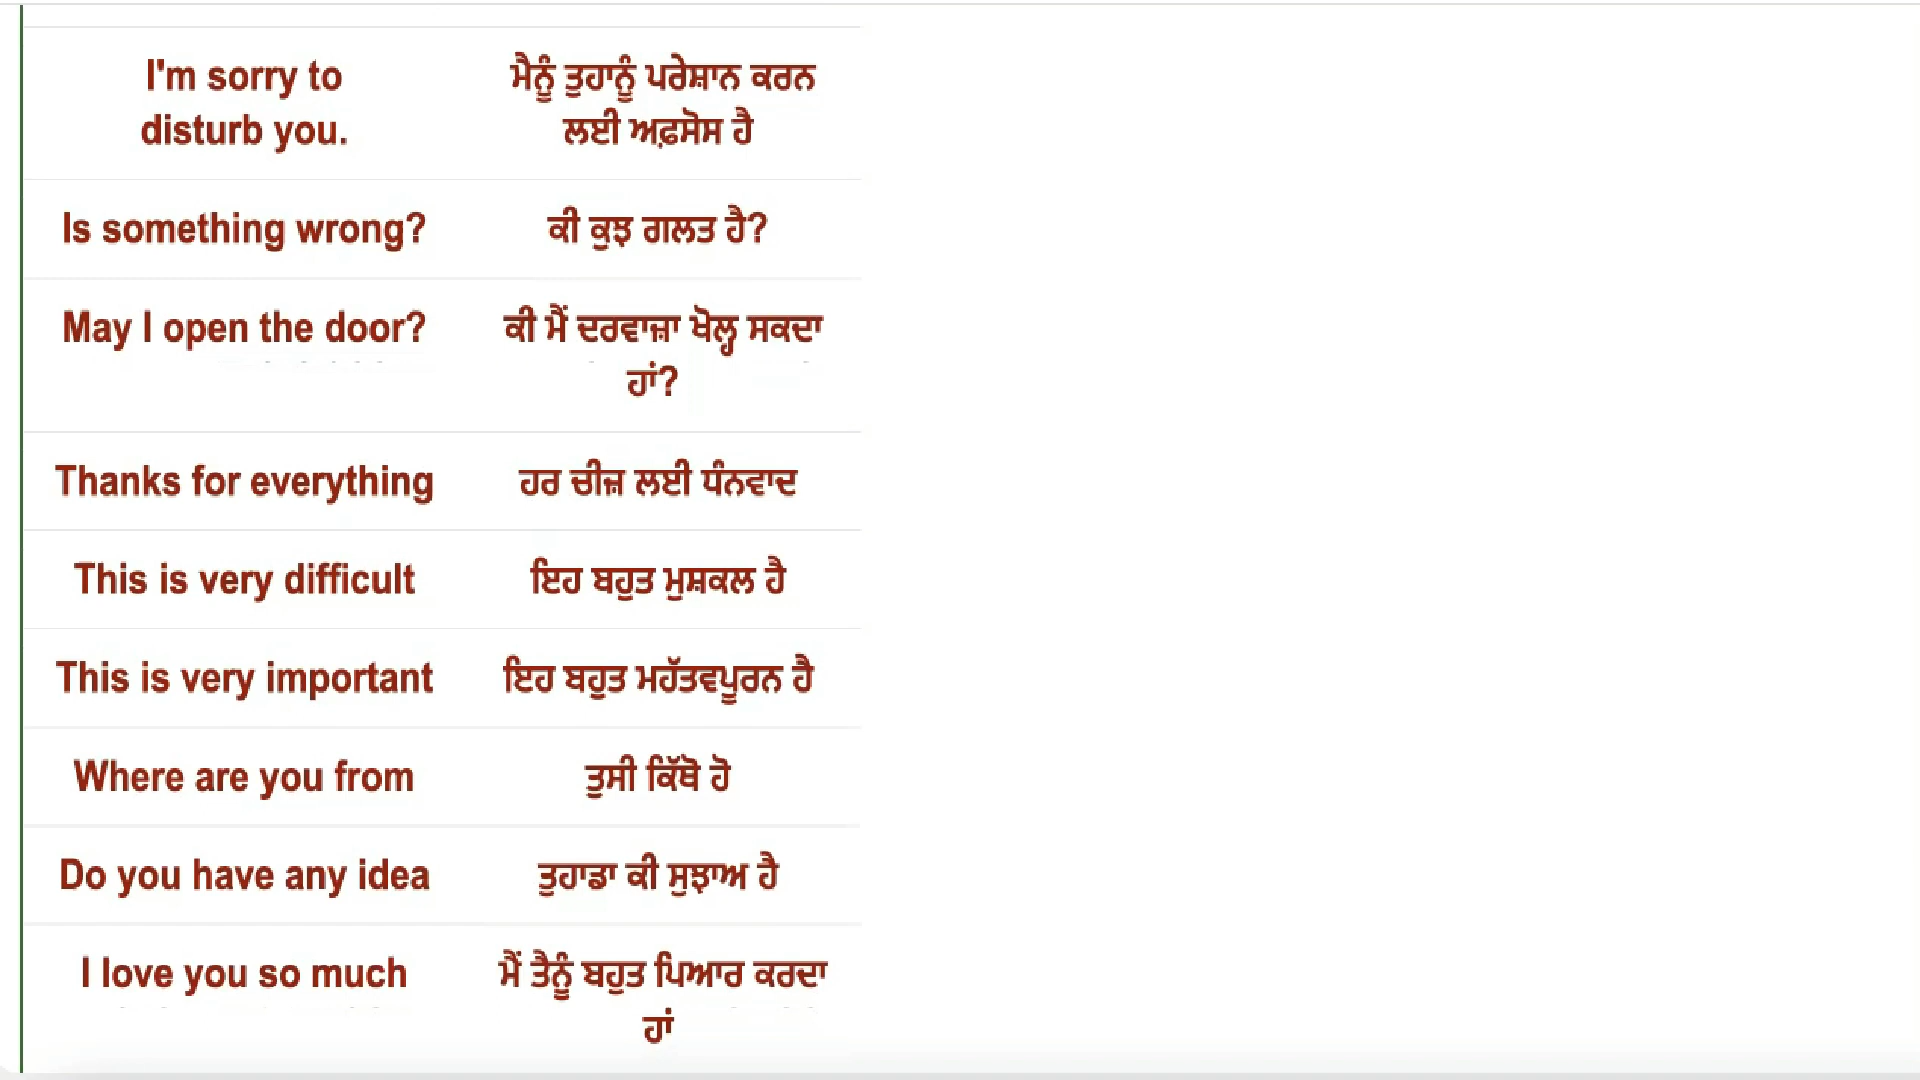 I'm sorry to
disturb you.
ਮੈਨੂੰ ਤੁਹਾਨੂੰ ਪਰੇਸ਼ਾਨ ਕਰਨ
ਲਈ ਅਫ਼ਸੋਸ ਹੈ
Is something wrong?
ਕੀ ਕੁਝ ਗਲਤ ਹੈ?
May I open the door?
ਕੀ ਮੈਂ ਦਰਵਾਜ਼ਾ ਖੋਲ੍ਹ ਸਕਦਾ
ਹਾਂ?
Thanks for everything
ਹਰ ਚੀਜ਼ ਲਈ ਧੰਨਵਾਦ
This is very difficult
ਇਹ ਬਹੁਤ ਮੁਸ਼ਕਲ ਹੈ
This is very important
ਇਹ ਬਹੁਤ ਮਹੱਤਵਪੂਰਨ ਹੈ
Where are you from
ਤੁਸੀ ਕਿੱਥੋ ਹੋ
Do you have any idea
ਤੁਹਾਡਾ ਕੀ ਸੁਝਾਅ ਹੈ
I love you so much
ਮੈਂ ਤੈਨੂੰ ਬਹੁਤ ਪਿਆਰ ਕਰਦਾ
ਹਾਂ